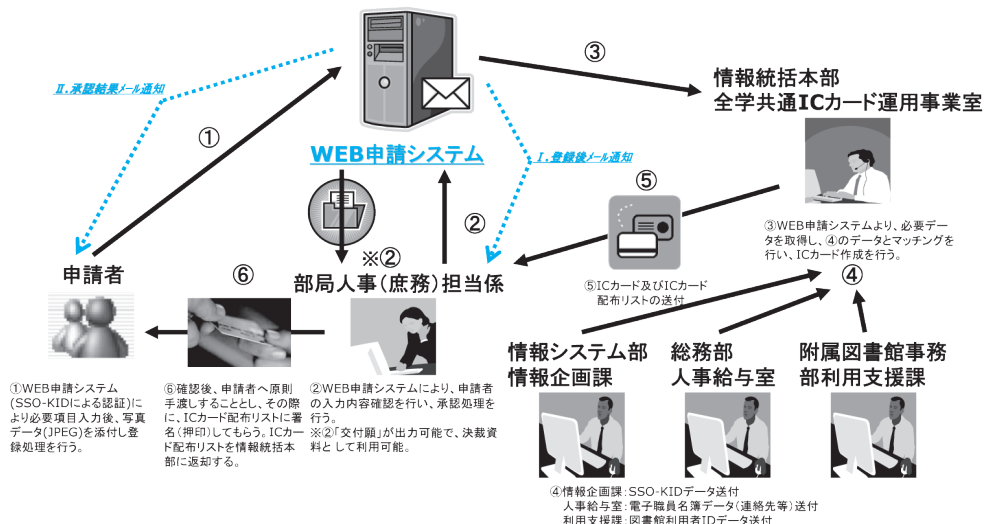 ③
情報統括本部
全学共通ICカード運用事業室
Ⅱ.承認結果メール通知
①
WEB申請システム
Ⅰ.登録後メール通知
⑤
②
③WEB申請システムより、必要デー
タを取得し、④のデータとマッチングを
行い、ICカード作成を行う。
※②
申請者
⑥
部局人事(庶務)担当係
④
⑤ICカード及びICカード
配布リストの送付
情報システム部
情報企画課
総務部
人事給与室
附属図書館事務
部利用支援課
①WEB申請システム
(SSO-KIDによる認証)に
より必要項目入力後、写真
データ(JPEG)を添付し登
録処理を行う。
⑥確認後、申請者へ原則
手渡しすることとし、その際
に、ICカード配布リストに署
名(押印)してもらう。ICカー
ド配布リストを情報統括本
部に返却する。
②WEB申請システムにより、申請者
の入力内容確認を行い、承認処理を
行う。
※②「交付願」が出力可能で、決裁資
料として利用可能。
④情報企画課:SSO-KIDデータ送付
人事給与室:電子職員名簿データ(連絡先等)送付
利用支援課:図書館利用者IDデータ送付